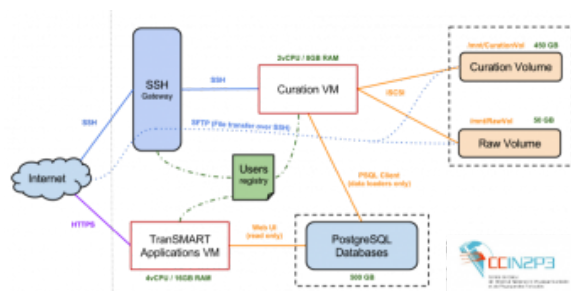 /mnt/CurationVol
450 GB
2vCPU / 8GB RAM
SSH
Gateway
SSH
Curation VM
Curation Volume
iSCSI
SSH
SFTP (File transfer over SSH)
/mnt/RawVol
50 GB
Raw Volume
Users
registry
Internet
PSQL Client
(data loaders only)
HTTPS
TranSMART
Applications VM
Web UI
(read only)
PostgreSQL
Databases
4vCPU / 16GB RAM
500 GB
CCIN2P3